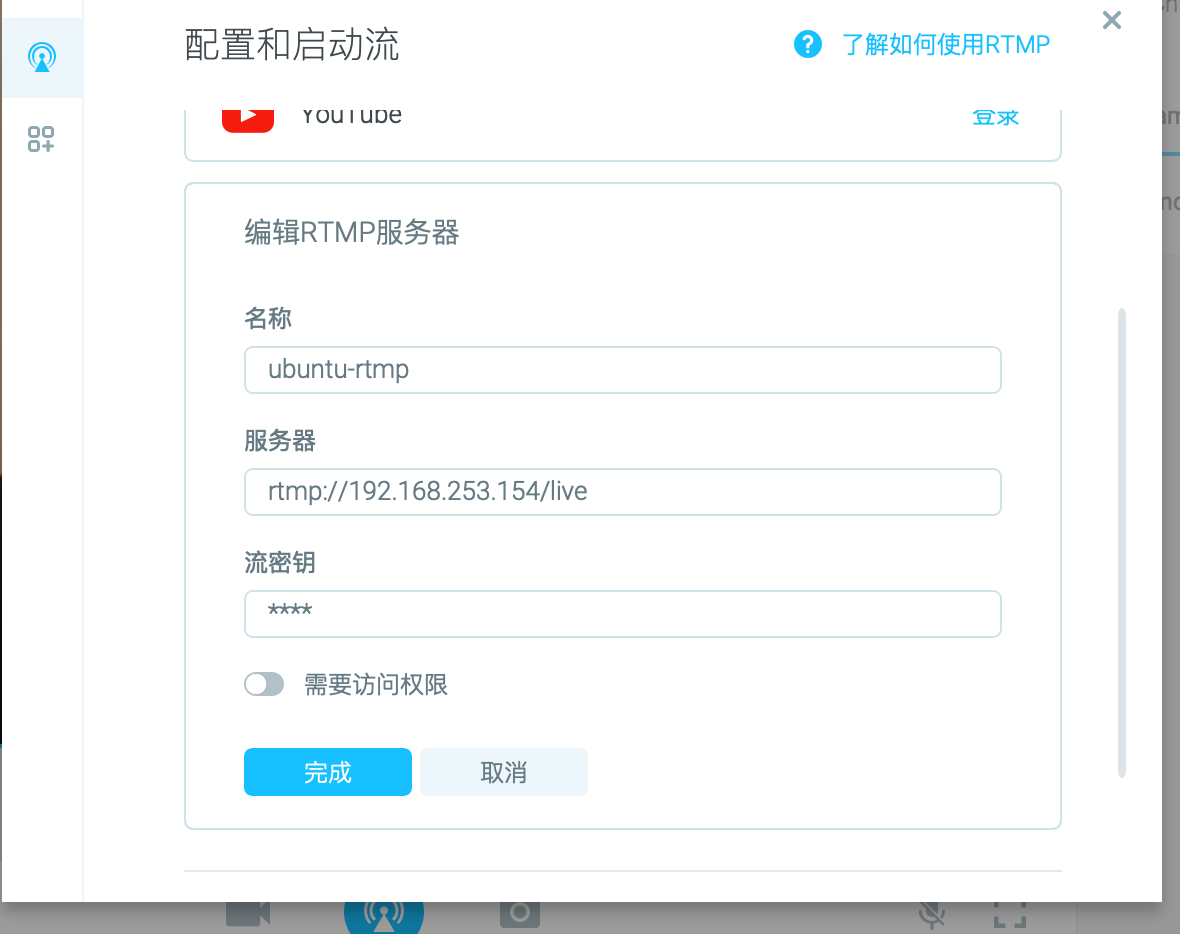 配置和启动流
? 了解如何使用RTMP
YouTube
登录
编辑RTMP服务器
名称
ubuntu-rtmp
服务器
rtmp://192.168.253.154/live
流密钥
****
需要访问权限
完成
取消